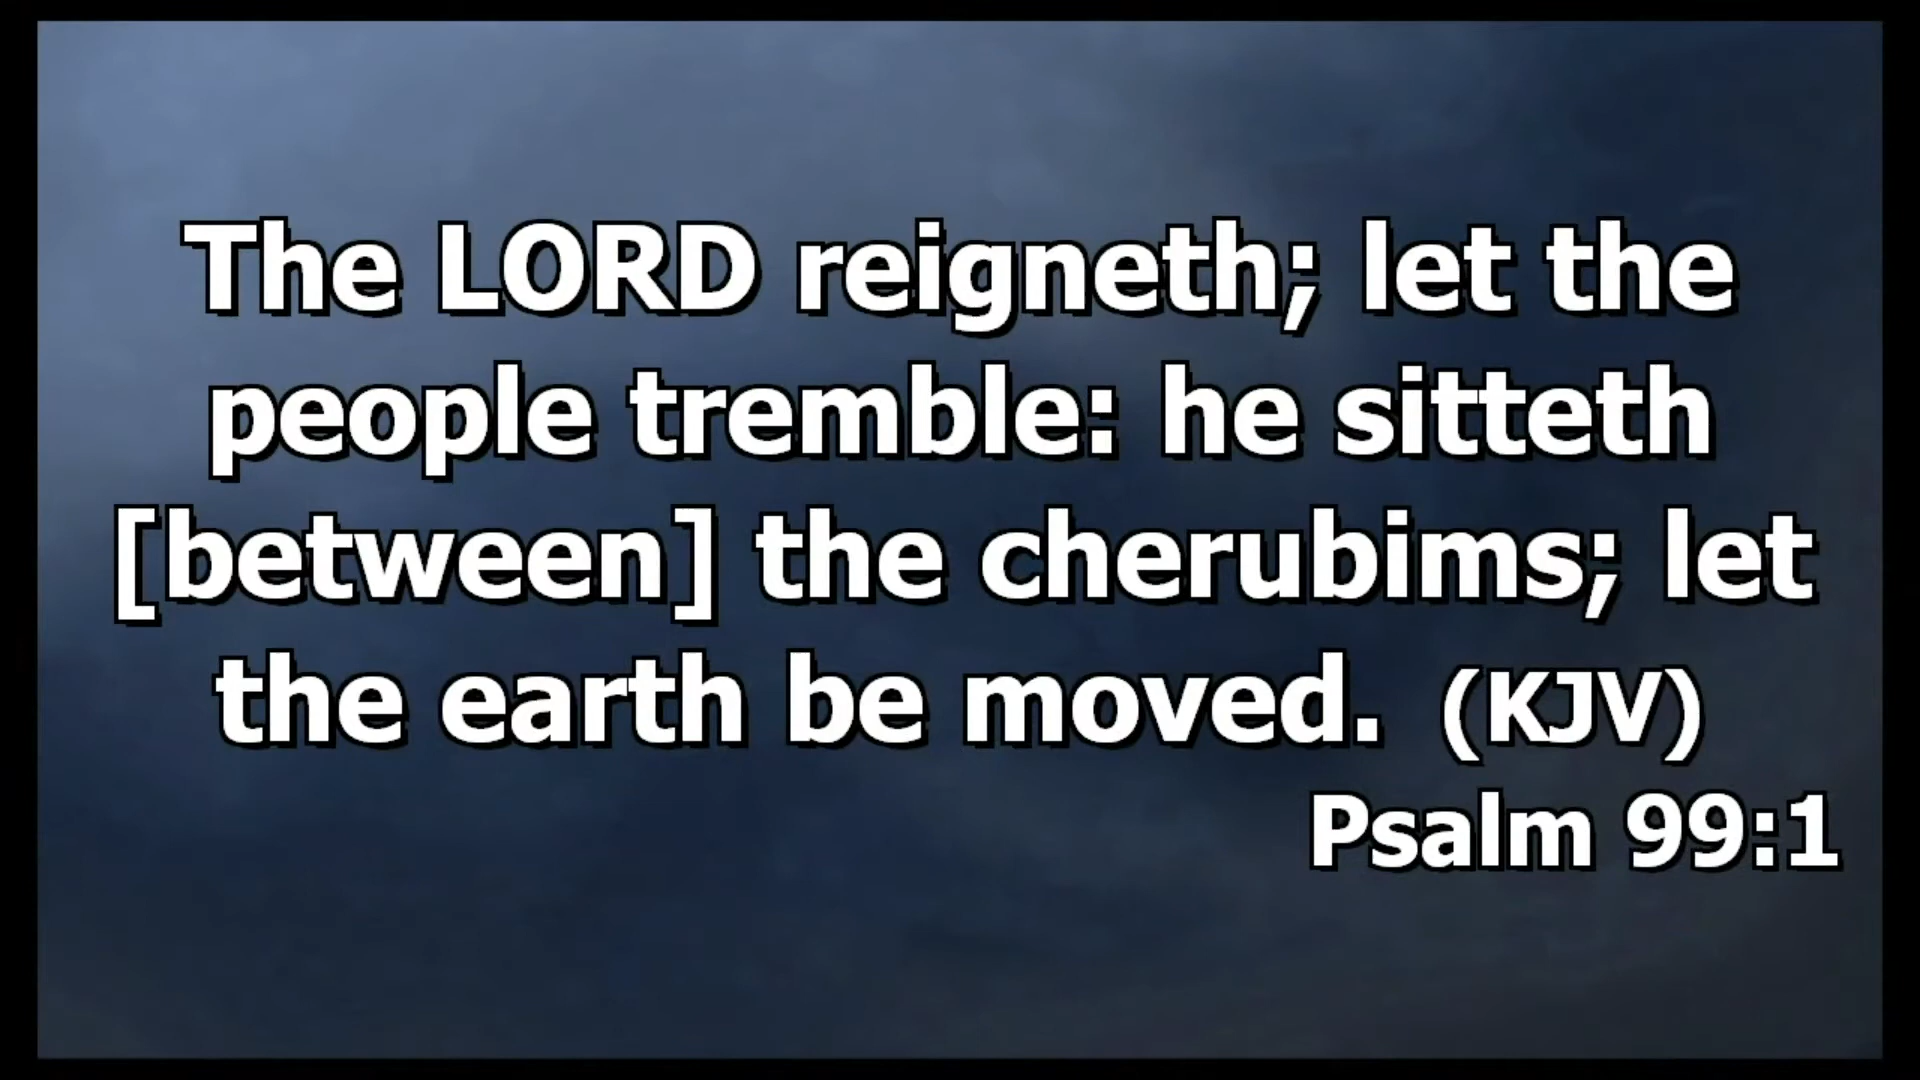 The LORD reigneth; let the
people tremble: he sitteth
[between] the cherubims; let
the earth be moved. (KJV)
Psalm 99:1